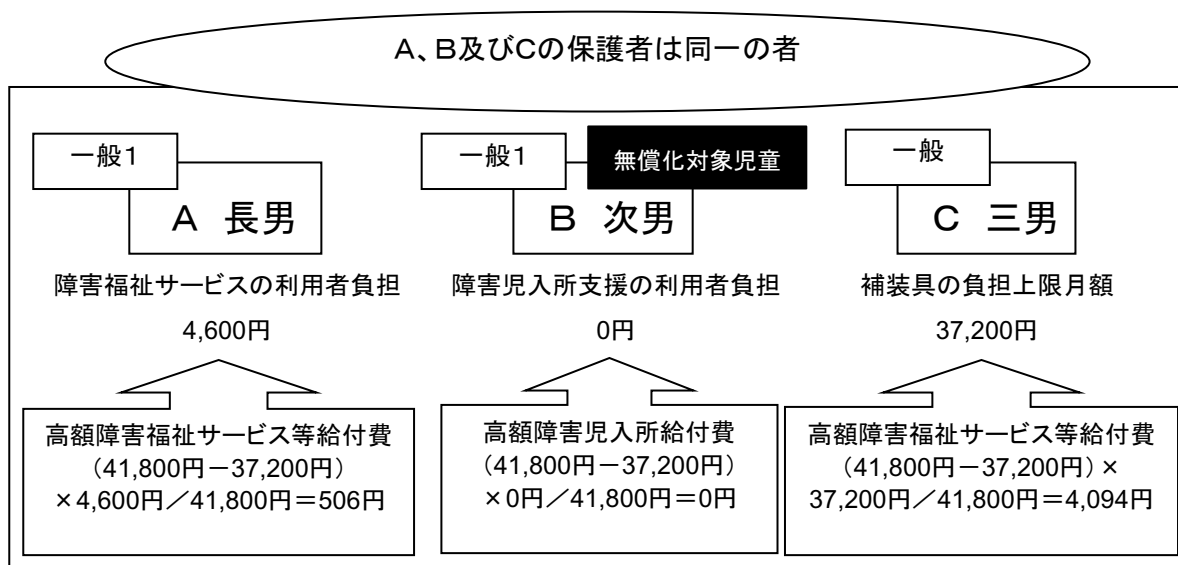 A、B及びCの保護者は同一の者
一般1
A 長男
障害福祉サービスの利用者負担
4,600円
高額障害福祉サービス等給付費
(41,800円-37,200円)
×4,600円/41,800円=506円
一般1
無償化対象児童
B 次男
障害児入所支援の利用者負担
0円
高額障害児入所給付費
(41,800円-37,200円)
×0円/41,800円=0円
一般
C 三男
補装具の負担上限月額
37,200円
高額障害福祉サービス等給付費
(41,800円-37,200円)×
37,200円/41,800円=4,094円